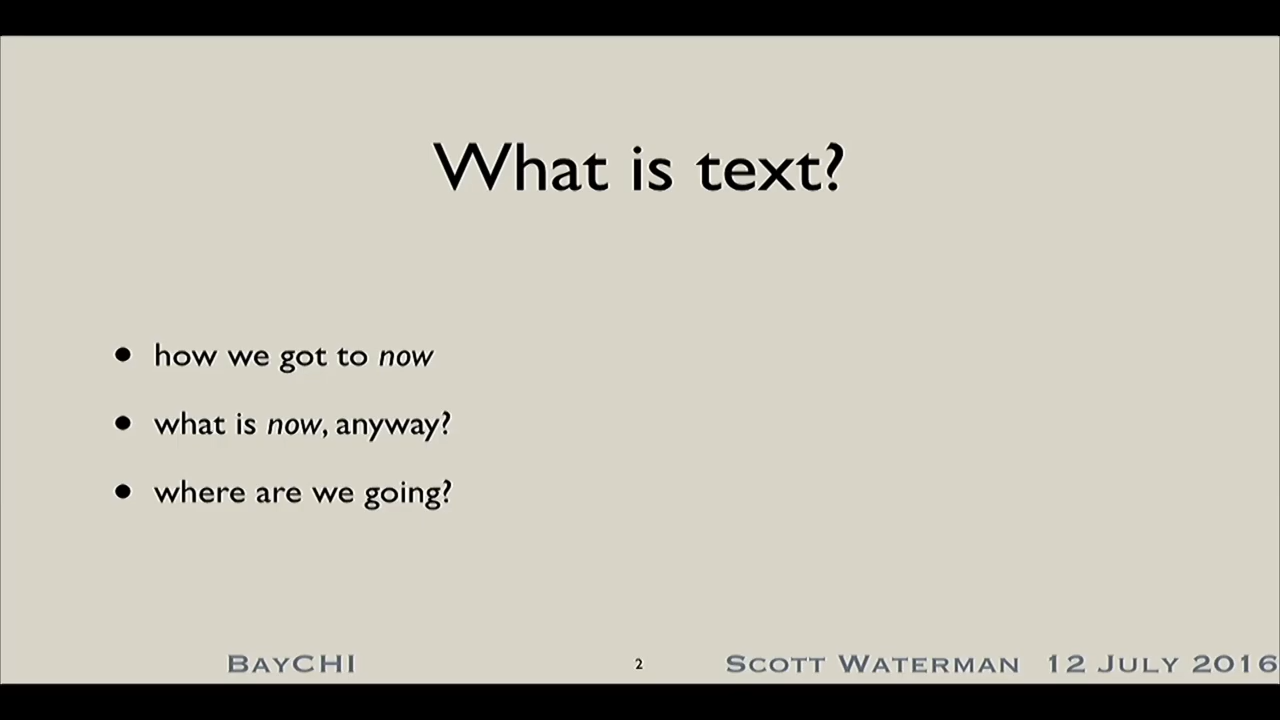 What is text?
• how we got to now
• what is now, anyway?
• where are we going?
BayCHI 2 Scott Waterman 12 July 2016